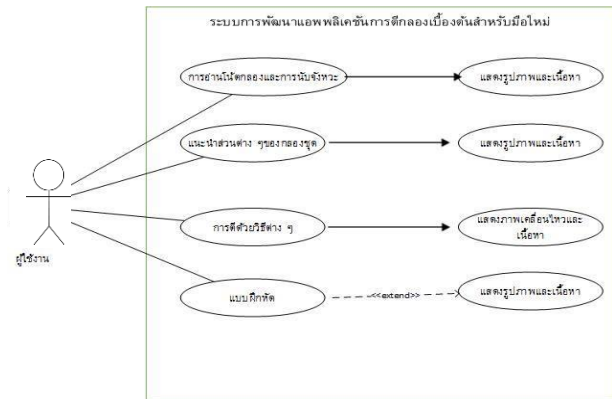 ระบบการพัฒนาแอพพลิเคชันการตีกลองเบื้องต้นสำหรับมือใหม่
การอ่านโน้ตกลองและการนับจังหวะ
แสดงรูปภาพและเนื้อหา
แนะนำส่วนต่าง ๆของกลองชุด
แสดงรูปภาพและเนื้อหา
การตีด้วยวิธีต่าง ๆ
แสดงภาพเคลื่อนไหวและ
เนื้อหา
ผู้ใช้งาน
แบบฝึกหัด
<<extend>>
แสดงรูปภาพและเนื้อหา